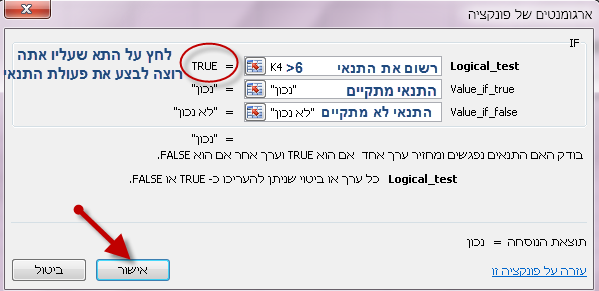 ארגומנטים של פונקציה
IF
Logical_test K4 >6 רשום את התנאי = TRUE לחץ על התא שעליו אתה
רוצה לבצע את פעולת התנאי
Value_if_true "נכון" התנאי מתקיים = "נכון"
Value_if_false "לא נכון" התנאי לא מתקיים = "לא נכון"
= "נכון"
בודק האם התנאים נפגשים ומחזיר ערך אחד אם הוא TRUE וערך אחר אם הוא FALSE.
Logical_test כל ערך או ביטוי שניתן להעריכו כ- TRUE או FALSE.
תוצאת הנוסחה = נכון
עזרה על פונקציה זו
אישור ביטול